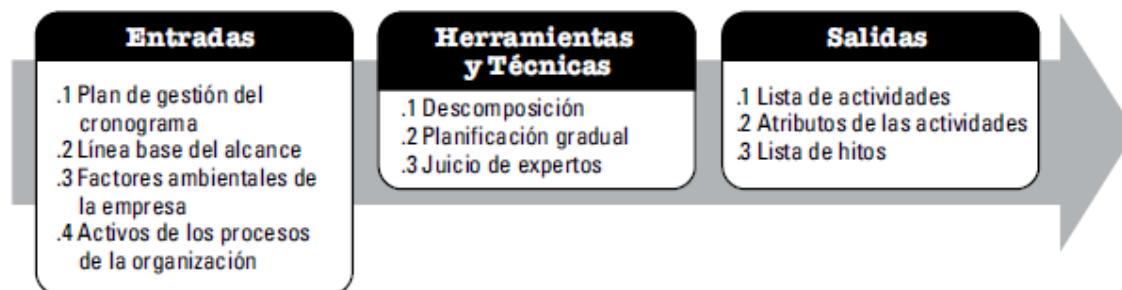 Entradas
.1 Plan de gestión del
cronograma
.2 Línea base del alcance
.3 Factores ambientales de
la empresa
.4 Activos de los procesos
de la organización
Herramientas
y Técnicas
.1 Descomposición
.2 Planificación gradual
.3 Juicio de expertos
Salidas
.1 Lista de actividades
.2 Atributos de las actividades
.3 Lista de hitos